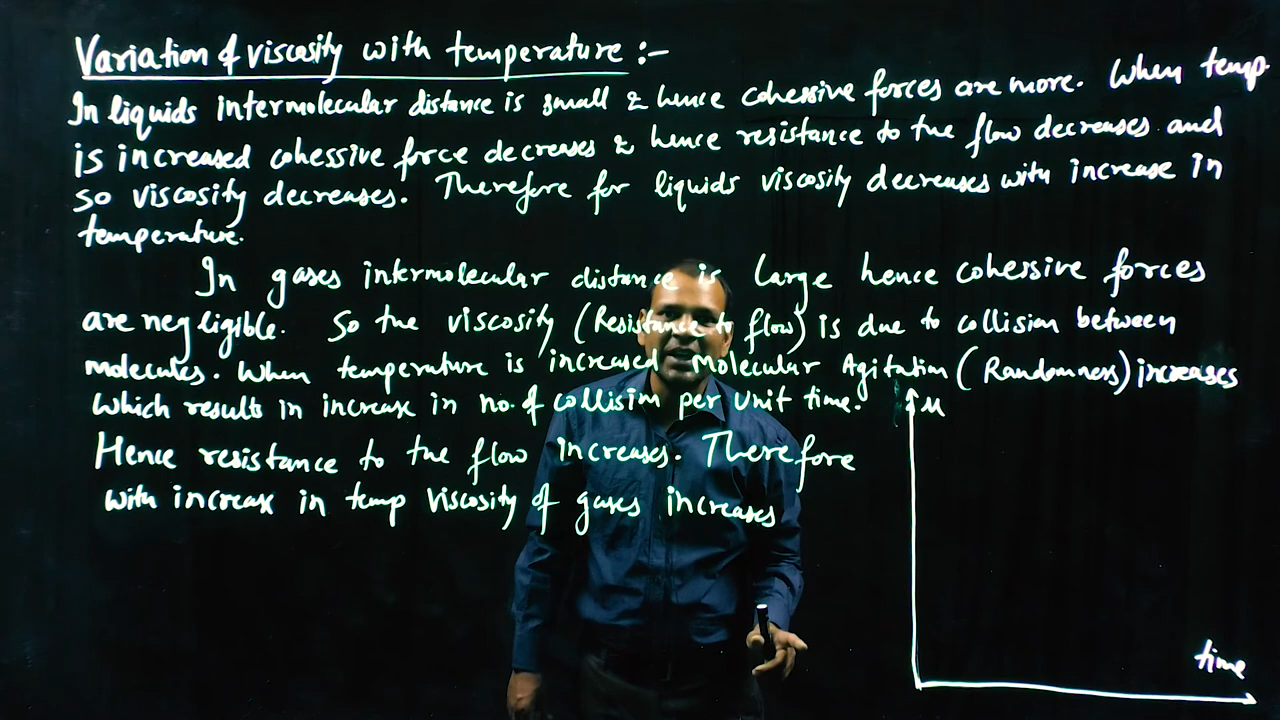 Variation of viscosity with temperature :-
In liquids intermolecular distance is small & hence cohessive forces are more. When temp.
is increased cohessive force decreases & hence resistance to the flow decreases and
so viscosity decreases. Therefore for liquids viscosity decreases with increase in
temperature.
In gases intermolecular distance is large hence cohessive forces
are negligible. So the viscosity (Resistance to flow) is due to collision between
molecules. When temperature is increased Molecular Agitation (Randomness) increases
which results in increase in no. of collision per unit time.
Hence resistance to the flow increases. Therefore
with increase in temp viscosity of gases increases
μ
time